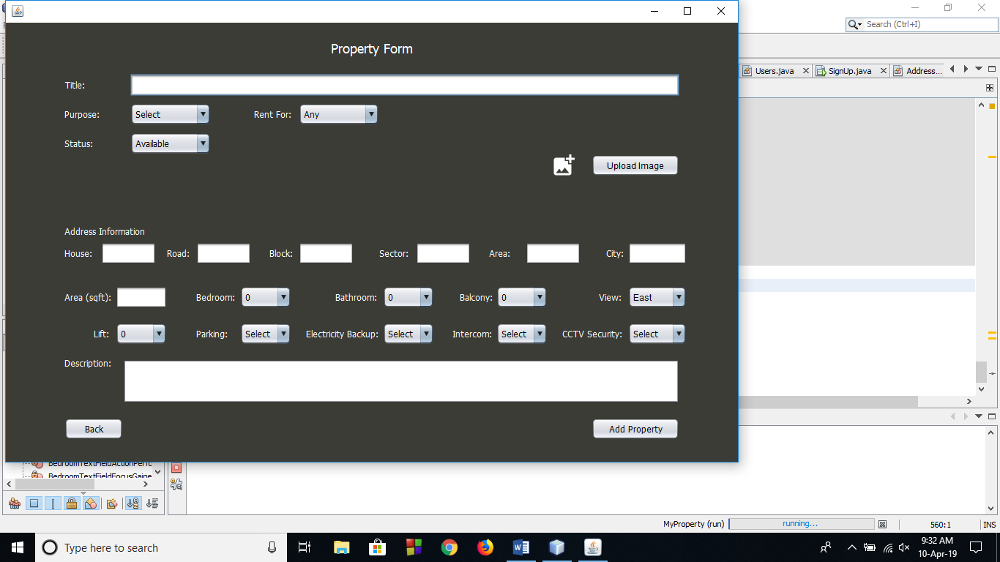 Search (Ctrl+I)
Property Form
Users.java SignUp.java Address...
Title:
Purpose: Select Rent For: Any
Status: Available
Upload Image
Address Information
House: Road: Block: Sector: Area: City:
Area (sqft): Bedroom: 0 Bathroom: 0 Balcony: 0 View: East
Lift: 0 Parking: Select Electricity Backup: Select Intercom: Select CCTV Security: Select
Description:
Back Add Property
BedroomTextFieldActionPerfo
BedroomTextFieldFocusGaine
MyProperty (run) running... 560:1 INS
Type here to search
9:32 AM
10-Apr-19